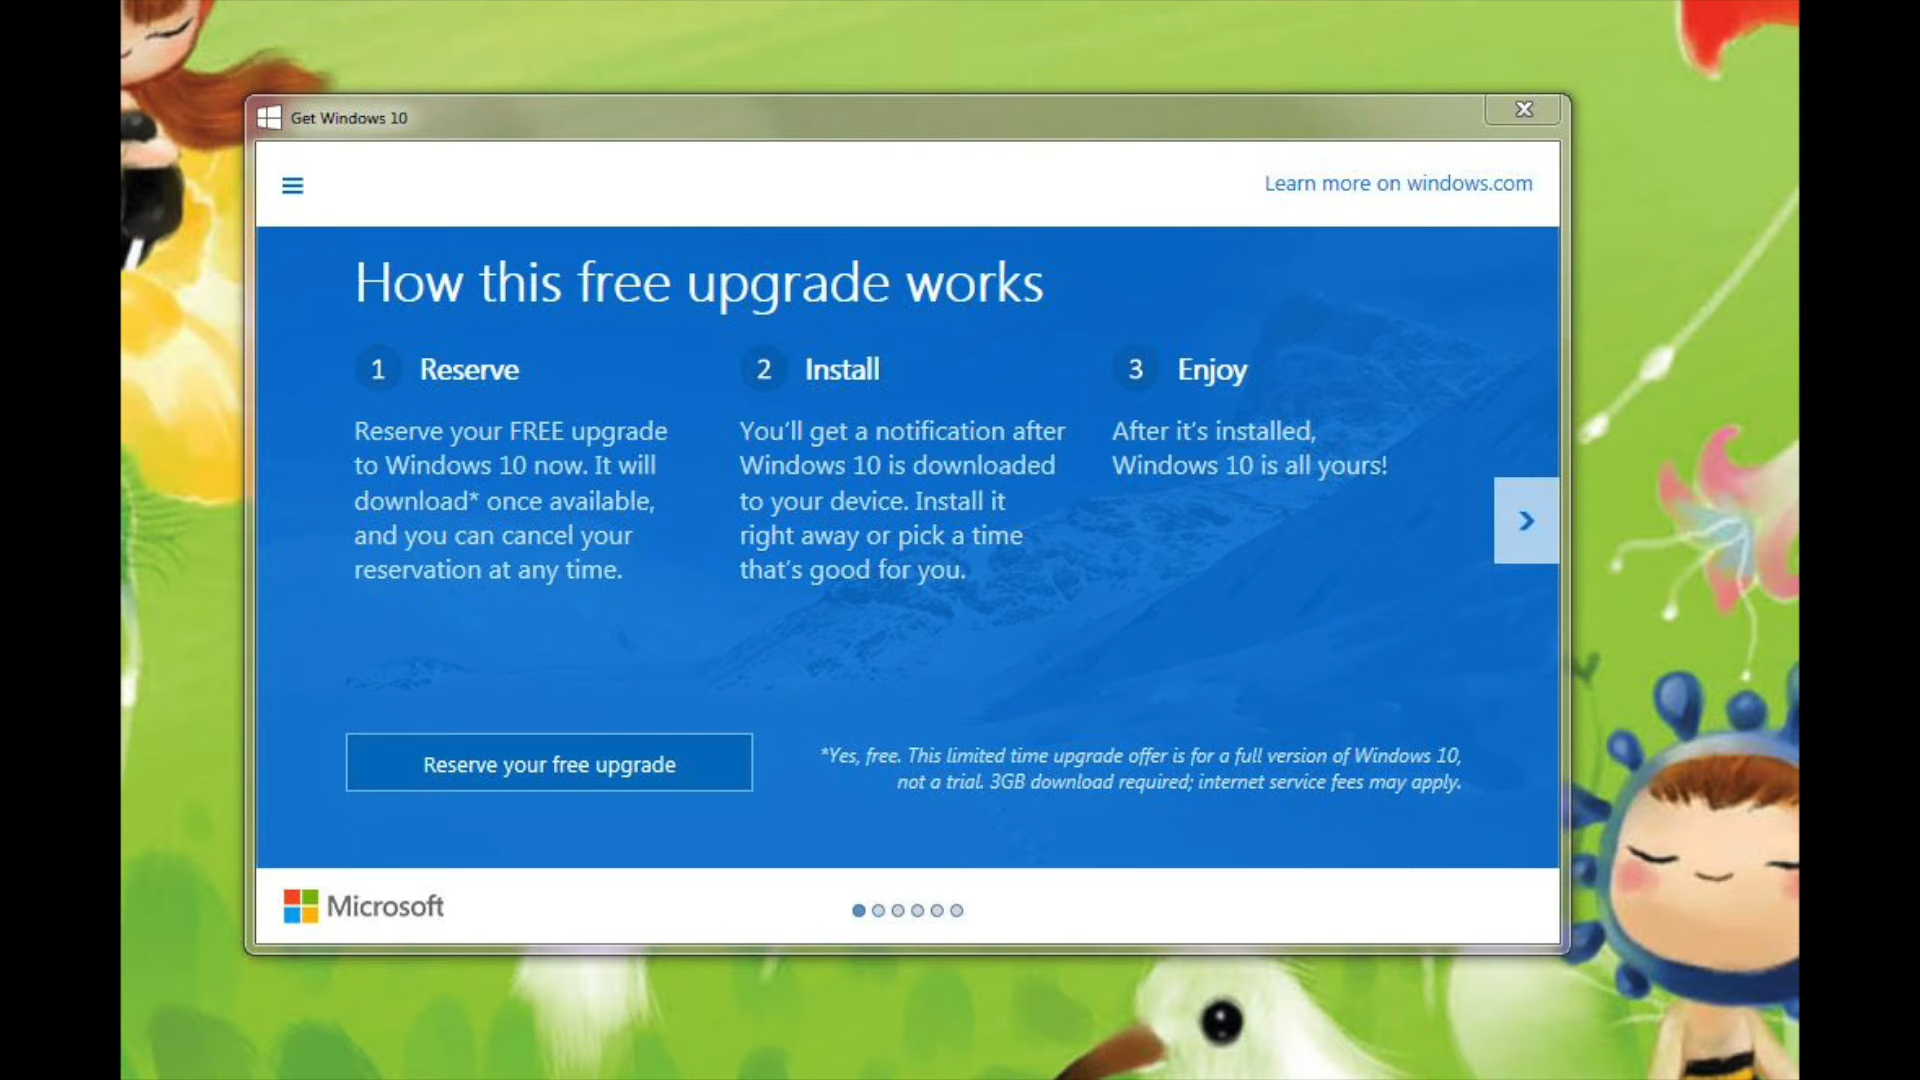 Get Windows 10
Learn more on windows.com
How this free upgrade works
1 Reserve
Reserve your FREE upgrade
to Windows 10 now. It will
download* once available,
and you can cancel your
reservation at any time.
2 Install
You'll get a notification after
Windows 10 is downloaded
to your device. Install it
right away or pick a time
that's good for you.
3 Enjoy
After it's installed,
Windows 10 is all yours!
Reserve your free upgrade
*Yes, free. This limited time upgrade offer is for a full version of Windows 10,
not a trial. 3GB download required; internet service fees may apply.
Microsoft